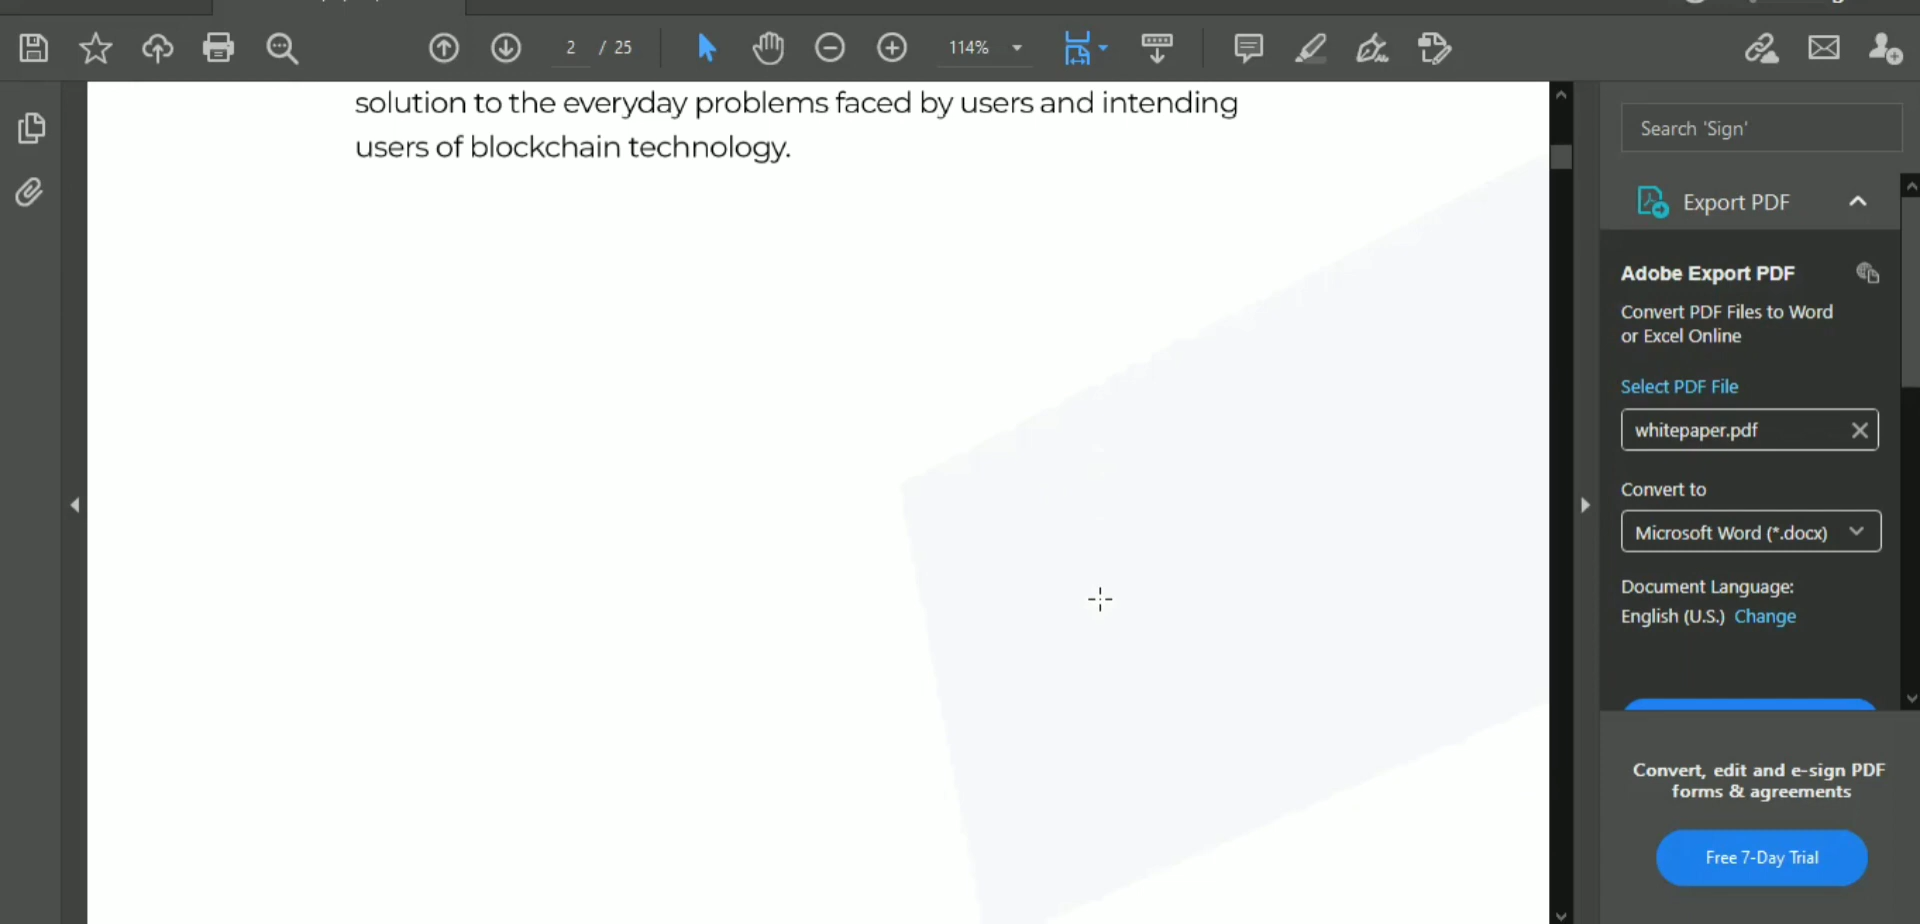 2 / 25
114%
solution to the everyday problems faced by users and intending
users of blockchain technology.
Search 'Sign'
Export PDF
Adobe Export PDF
Convert PDF Files to Word
or Excel Online
Select PDF File
whitepaper.pdf
Convert to
Microsoft Word (*.docx)
Document Language:
English (U.S.) Change
Convert, edit and e-sign PDF
forms & agreements
Free 7-Day Trial